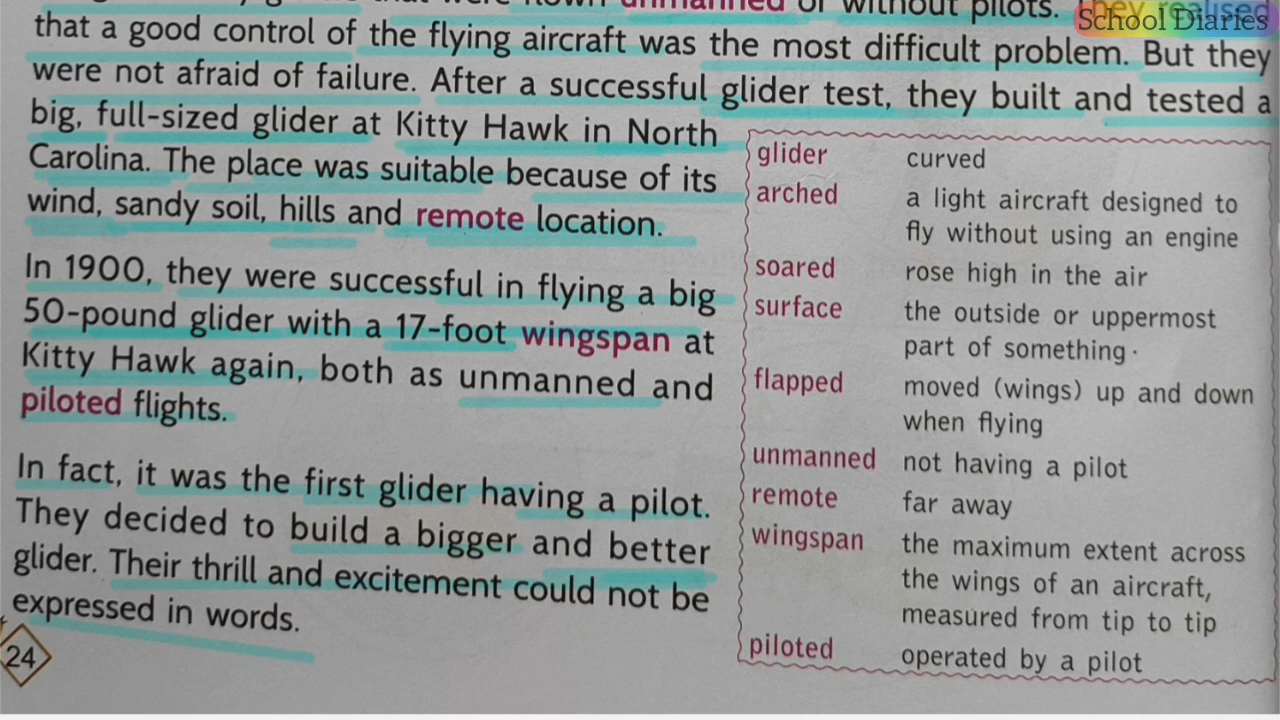 unmanned or without pilots. They realised
School Diaries
that a good control of the flying aircraft was the most difficult problem. But they
were not afraid of failure. After a successful glider test, they built and tested a
big, full-sized glider at Kitty Hawk in North
Carolina. The place was suitable because of its
wind, sandy soil, hills and remote location.
In 1900, they were successful in flying a big
50-pound glider with a 17-foot wingspan at
Kitty Hawk again, both as unmanned and
piloted flights.
In fact, it was the first glider having a pilot.
They decided to build a bigger and better
glider. Their thrill and excitement could not be
expressed in words.
24
glider curved
arched a light aircraft designed to
fly without using an engine
soared rose high in the air
surface the outside or uppermost
part of something
flapped moved (wings) up and down
when flying
unmanned not having a pilot
remote far away
wingspan the maximum extent across
the wings of an aircraft,
measured from tip to tip
piloted operated by a pilot